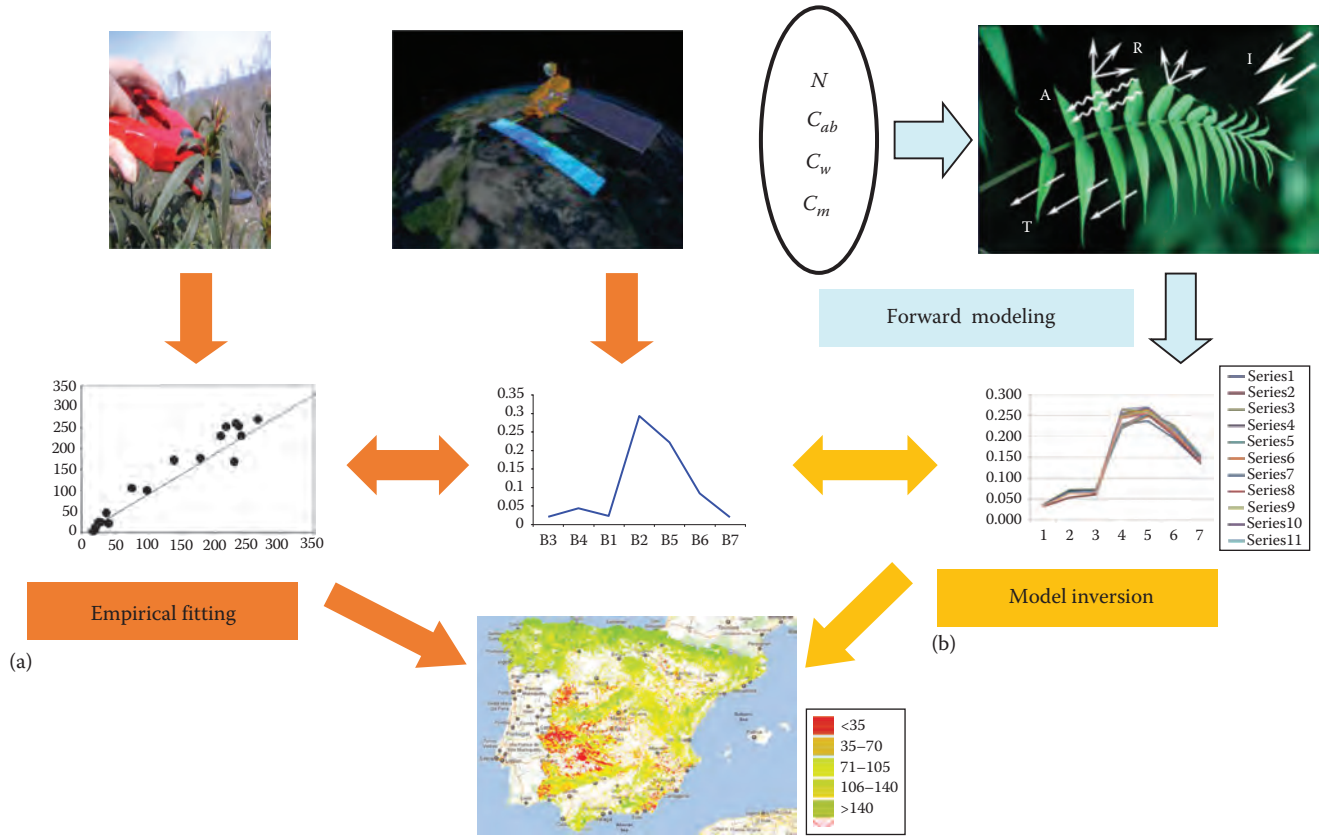 N
C_ab
C_w
C_m
R
I
A
T
Forward modeling
350
300
250
200
150
100
50
0
0 50 100 150 200 250 300 350
0.35
0.3
0.25
0.2
0.15
0.1
0.05
0
B3 B4 B1 B2 B5 B6 B7
0.300
0.250
0.200
0.150
0.100
0.050
0.000
1 2 3 4 5 6 7
Series1
Series2
Series3
Series4
Series5
Series6
Series7
Series8
Series9
Series10
Series11
Empirical fitting
(a)
Model inversion
(b)
<35
35–70
71–105
106–140
>140